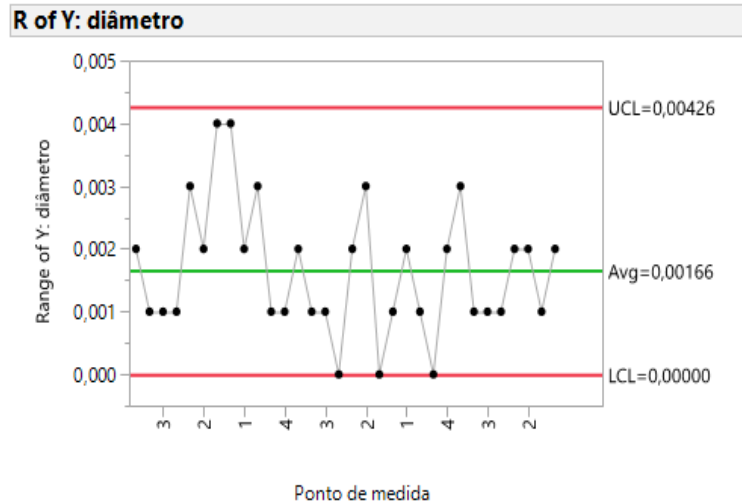 R of Y: diâmetro
0,005
UCL=0,00426
0,004
0,003
0,002
Avg=0,00166
0,001
0,000
LCL=0,00000
Range of Y: diâmetro
3
2
1
4
3
2
1
4
3
2
Ponto de medida